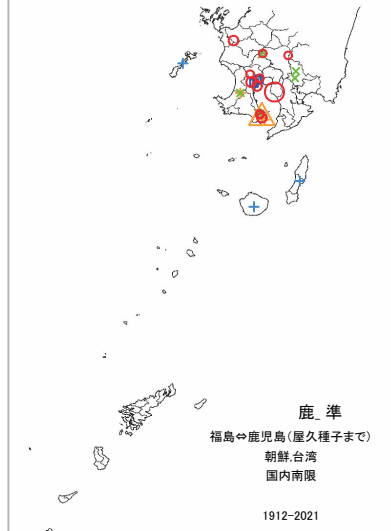 鹿_ 準
福島⇔鹿児島(屋久種子まで)
朝鮮,台湾
国内南限
1912-2021